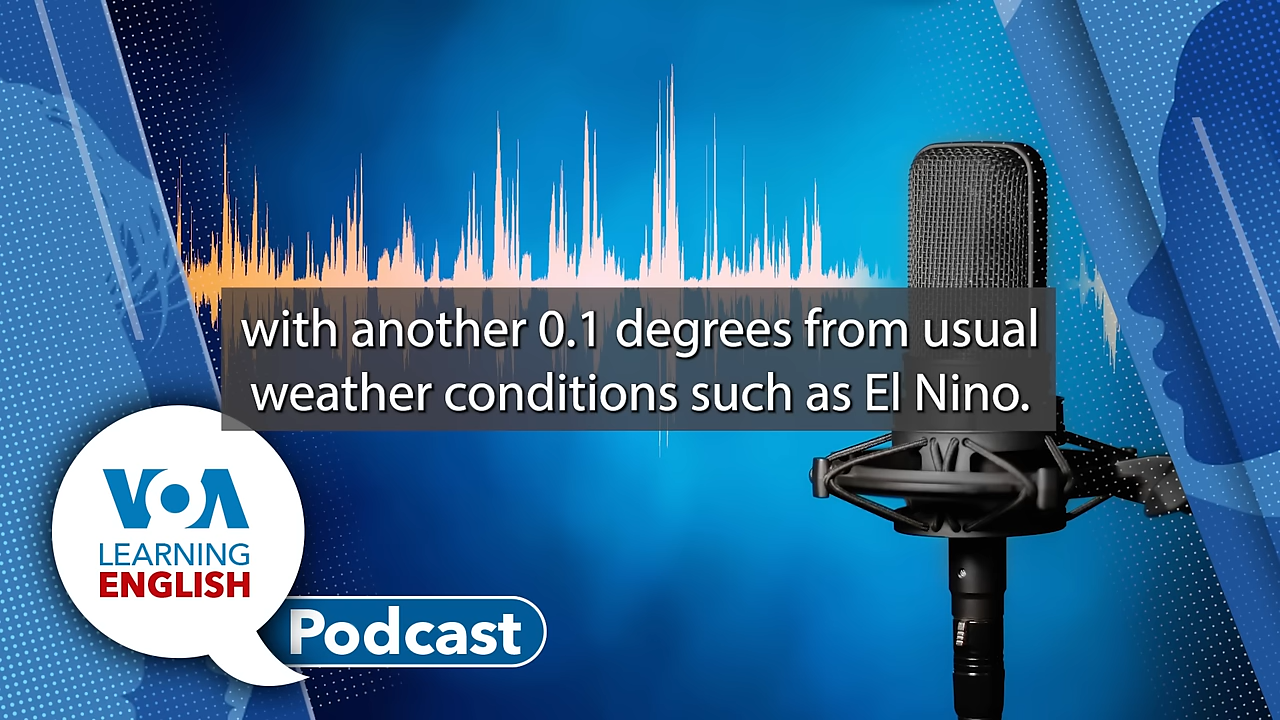 with another 0.1 degrees from usual
weather conditions such as El Nino.
VOA
LEARNING
ENGLISH
Podcast